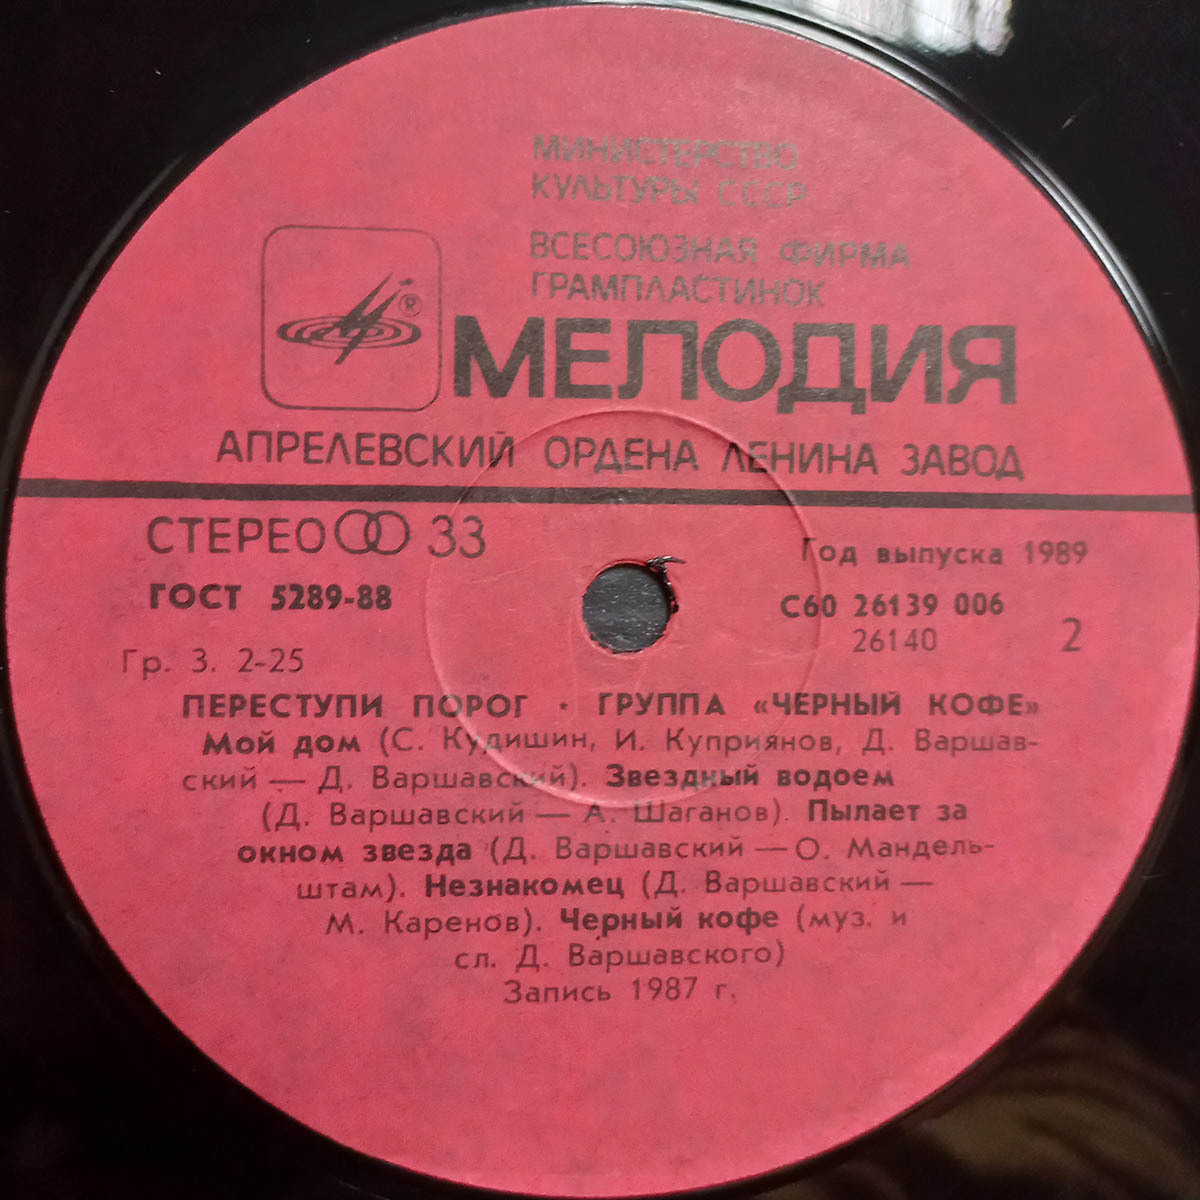 МИНИСТЕРСТВО
КУЛЬТУРЫ СССР
ВСЕСОЮЗНАЯ ФИРМА
ГРАМПЛАСТИНОК
®
МЕЛОДИЯ
АПРЕЛЕВСКИЙ ОРДЕНА ЛЕНИНА ЗАВОД
СТЕРЕО 33
Год выпуска 1989
ГОСТ 5289-88
С60 26139 006
26140
2
Гр. 3. 2-25
ПЕРЕСТУПИ ПОРОГ • ГРУППА «ЧЕРНЫЙ КОФЕ»
Мой дом (С. Кудишин, И. Куприянов, Д. Варшав-
ский — Д. Варшавский). Звездный водоем
(Д. Варшавский — А. Шаганов). Пылает за
окном звезда (Д. Варшавский — О. Мандель-
штам). Незнакомец (Д. Варшавский —
М. Каренов). Черный кофе (муз. и
сл. Д. Варшавского)
Запись 1987 г.